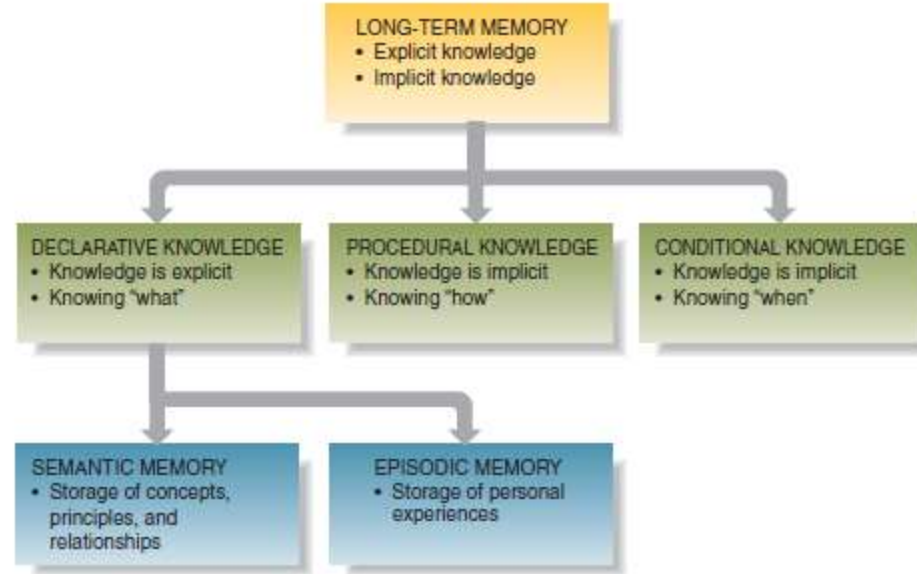 LONG-TERM MEMORY
• Explicit knowledge
• Implicit knowledge
DECLARATIVE KNOWLEDGE
• Knowledge is explicit
• Knowing “what”
PROCEDURAL KNOWLEDGE
• Knowledge is implicit
• Knowing “how”
CONDITIONAL KNOWLEDGE
• Knowledge is implicit
• Knowing “when”
SEMANTIC MEMORY
• Storage of concepts,
principles, and
relationships
EPISODIC MEMORY
• Storage of personal
experiences